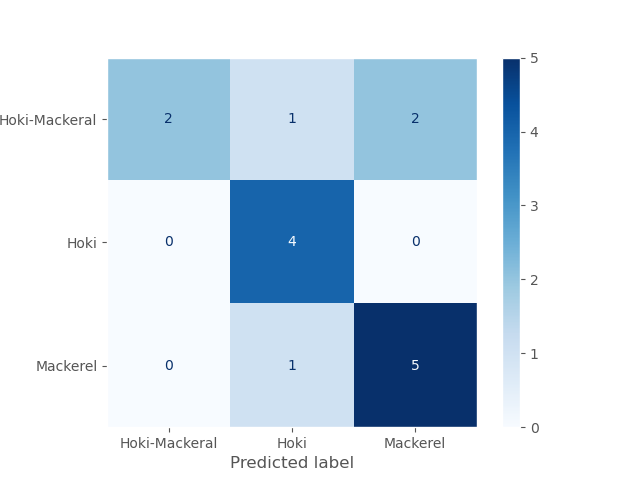 5
Hoki-Mackeral 2 1 2
4
3
Hoki 0 4 0
2
Mackerel 0 1 5
1
0
Hoki-Mackeral Hoki Mackerel
Predicted label